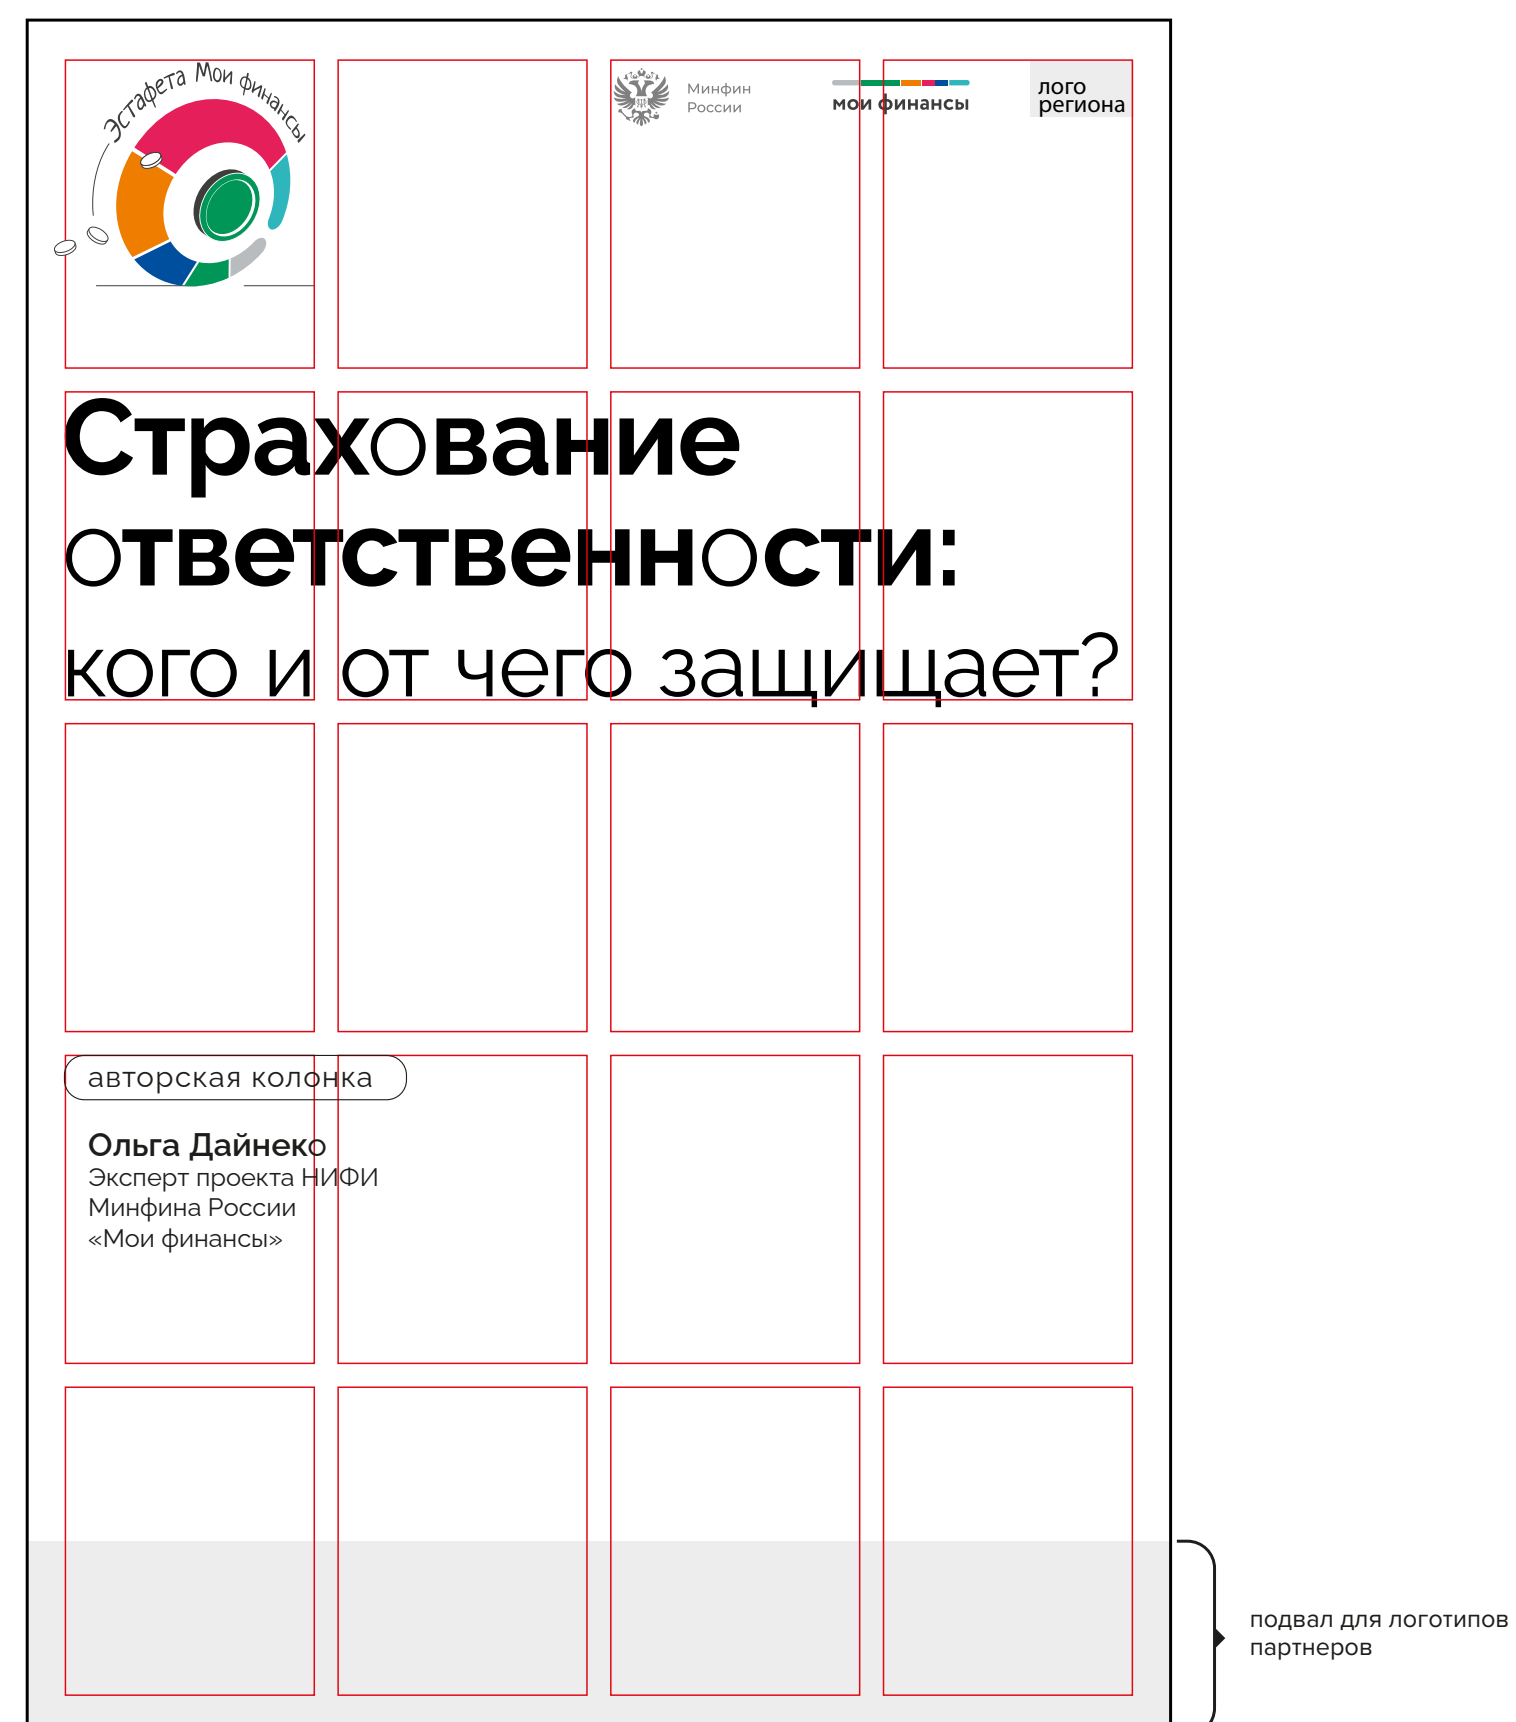 Эстафета Мои финансы
Минфин
России
мои финансы
лого
региона
Страхование
ответственности:
кого и от чего защищает?
авторская колонка
Ольга Дайнеко
Эксперт проекта НИФИ
Минфина России
«Мои финансы»
подвал для логотипов
партнеров